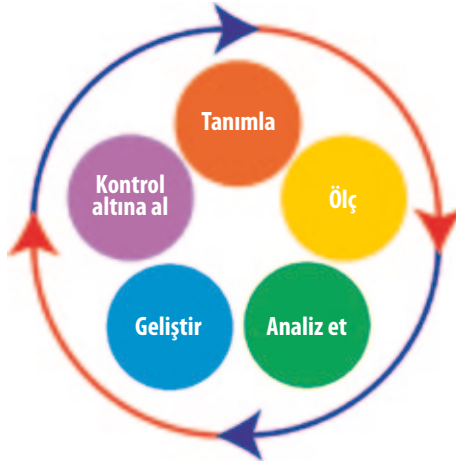 Tanımla
Ölç
Analiz et
Geliştir
Kontrol
altına al